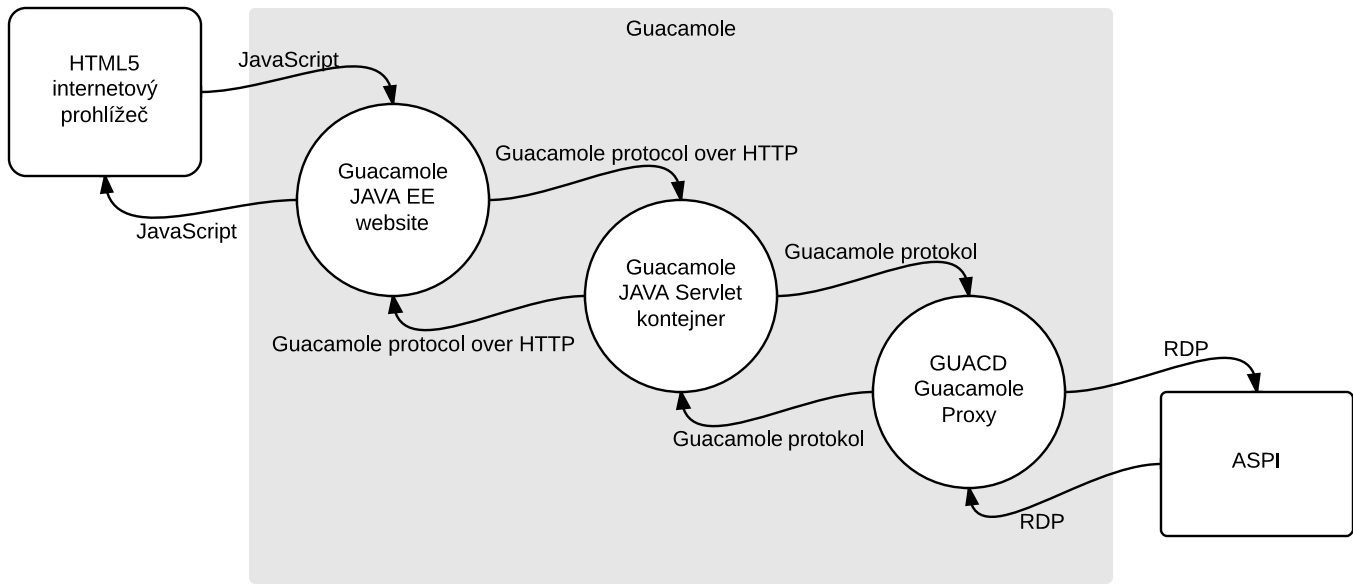 Guacamole
HTML5
internetový
prohlížeč
JavaScript
JavaScript
Guacamole
JAVA EE
website
Guacamole protocol over HTTP
Guacamole protocol over HTTP
Guacamole
JAVA Servlet
kontejner
Guacamole protokol
Guacamole protokol
GUACD
Guacamole
Proxy
RDP
RDP
ASPI